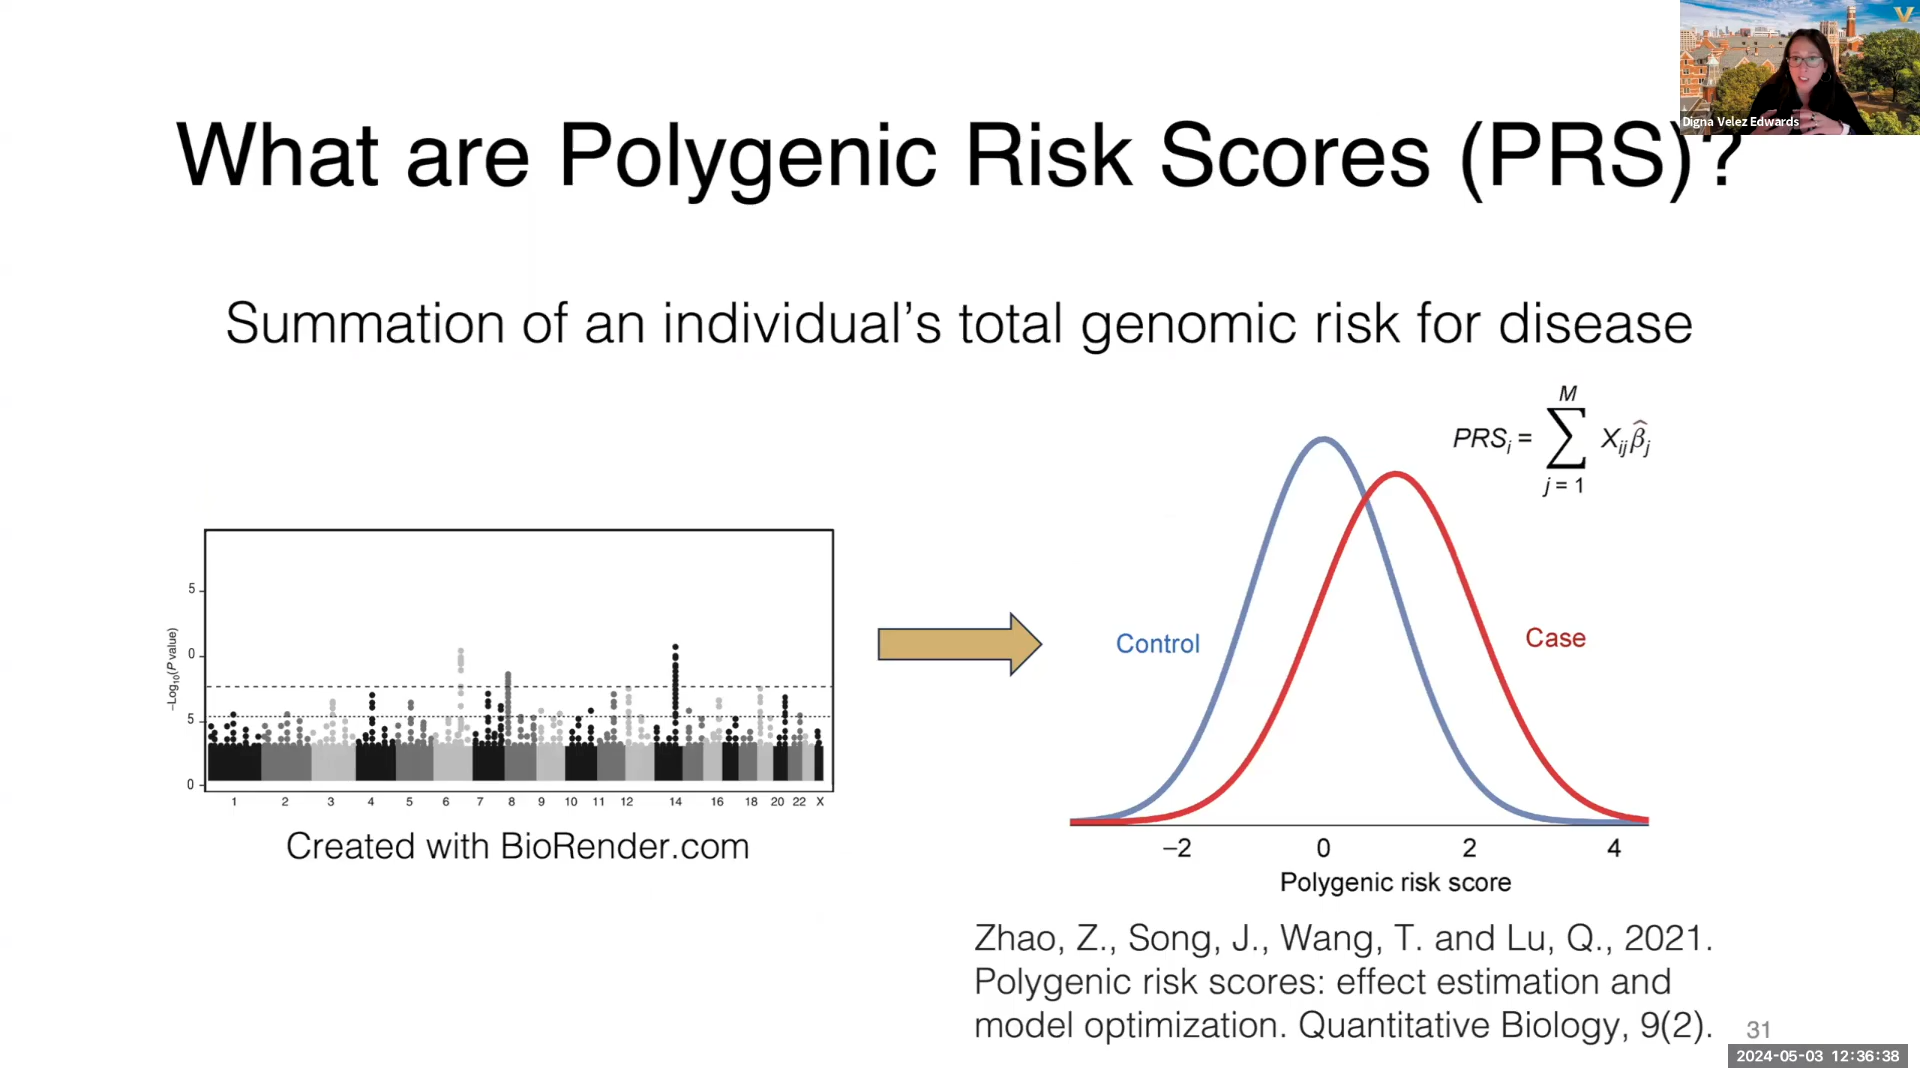 Digna Velez Edwards
What are Polygenic Risk Scores (PRS)?
Summation of an individual’s total genomic risk for disease
5
0
5
0
–Log10(P value)
1 2 3 4 5 6 7 8 9 10 11 12 14 16 18 20 22 X
Created with BioRender.com
M
PRSi = ∑ Xijβ̂j
j = 1
Control
Case
–2 0 2 4
Polygenic risk score
Zhao, Z., Song, J., Wang, T. and Lu, Q., 2021.
Polygenic risk scores: effect estimation and
model optimization. Quantitative Biology, 9(2).
31
2024-05-03 12:36:38